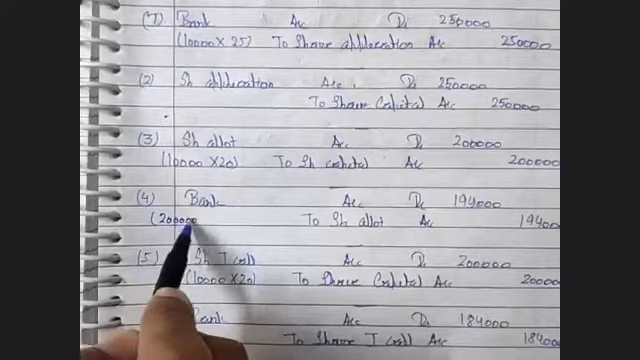 (1) Bank A/c Dr 250000
(10000 x 25) To Share application A/c 250000
(2) Sh application A/c. Dr 250000
To Share Capital A/c 250000
(3) Sh allot A/c Dr 200000
(10000 x 20) To Sh capital A/c 200000
(4) Bank A/c Dr 194000
(200000 To Sh allot A/c 194000
(5) Sh I call A/c Dr 200000
(10000 x 20) To Share Capital A/c 20000
Bank A/c Dr 184000
To Share I call A/c 184000